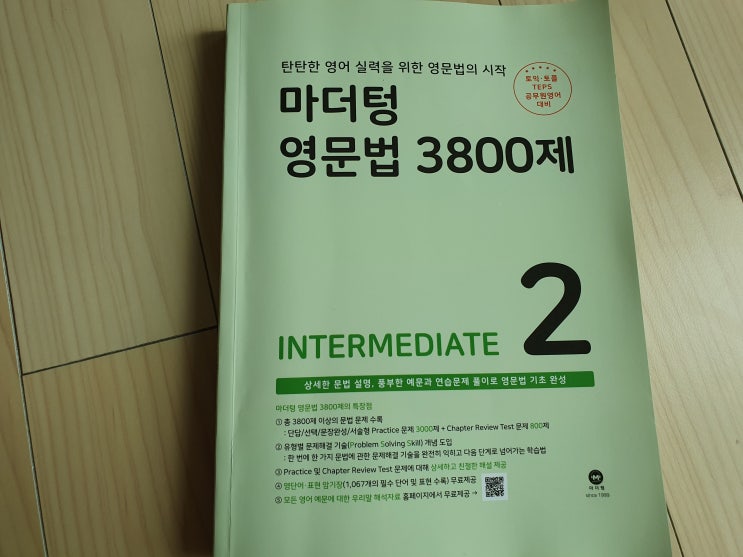 탄탄한 영어 실력을 위한 영문법의 시작
마더텅
영문법 3800제
토익·토플
TEPS
공무원영어
대비
INTERMEDIATE 2
상세한 문법 설명, 풍부한 예문과 연습문제 풀이로 영문법 기초 완성
마더텅 영문법 3800제의 특장점
① 총 3800제 이상의 문법 문제 수록
: 단답/선택/문장완성/서술형 Practice 문제 3000제 + Chapter Review Test 문제 800제
② 유형별 문제해결 기술(Problem Solving Skill) 개념 도입
: 한 번에 한 가지 문법에 관한 문제해결 기술을 완전히 익히고 다음 단계로 넘어가는 학습법
③ Practice 및 Chapter Review Test 문제에 대해 상세하고 친절한 해설 제공
④ 영단어·표현 암기장(1,067개의 필수 단어 및 표현 수록) 무료제공
⑤ 모든 영어 예문에 대한 우리말 해석자료 홈페이지에서 무료제공 →
마더텅
since 1999